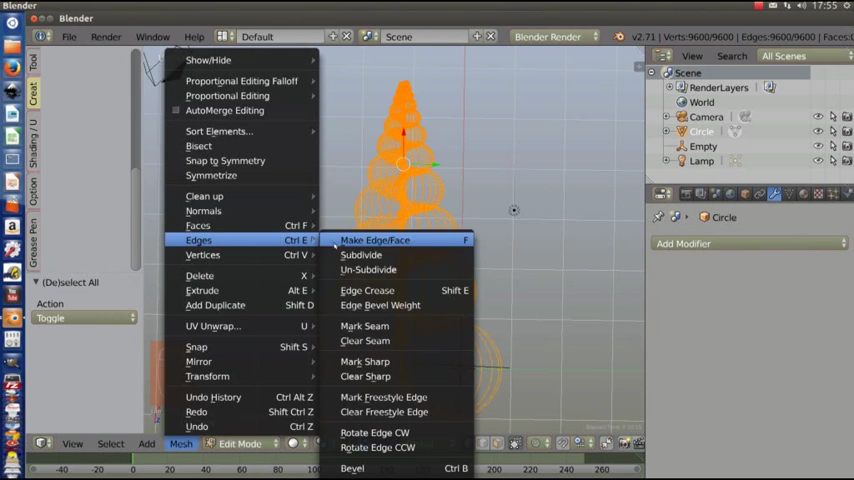 Blender
17:55
Blender
File Render Window Help Default Scene Blender Render v2.71 | Verts:9600/9600 | Edges:9600/9600 | Faces:
View Search All Scenes
Tool
Creat
Shading / U
Option
Grease Pen
Scene
RenderLayers
World
Camera
Circle
Empty
Lamp
Circle
Add Modifier
Show/Hide
Proportional Editing Falloff
Proportional Editing
AutoMerge Editing
Sort Elements...
Bisect
Snap to Symmetry
Symmetrize
Clean up
Normals
Faces Ctrl F
Edges Ctrl E
Vertices Ctrl V
Delete X
Extrude Alt E
Add Duplicate Shift D
UV Unwrap... U
Snap Shift S
Mirror
Transform
Undo History Ctrl Alt Z
Redo Shift Ctrl Z
Undo Ctrl Z
Make Edge/Face F
Subdivide
Un-Subdivide
Edge Crease Shift E
Edge Bevel Weight
Mark Seam
Clear Seam
Mark Sharp
Clear Sharp
Mark Freestyle Edge
Clear Freestyle Edge
Rotate Edge CW
Rotate Edge CCW
Bevel Ctrl B
(De)select All
Action
Toggle
View Select Add Mesh Edit Mode
0 20 40 60 80 100 120 140 160 180 200 220 240 260